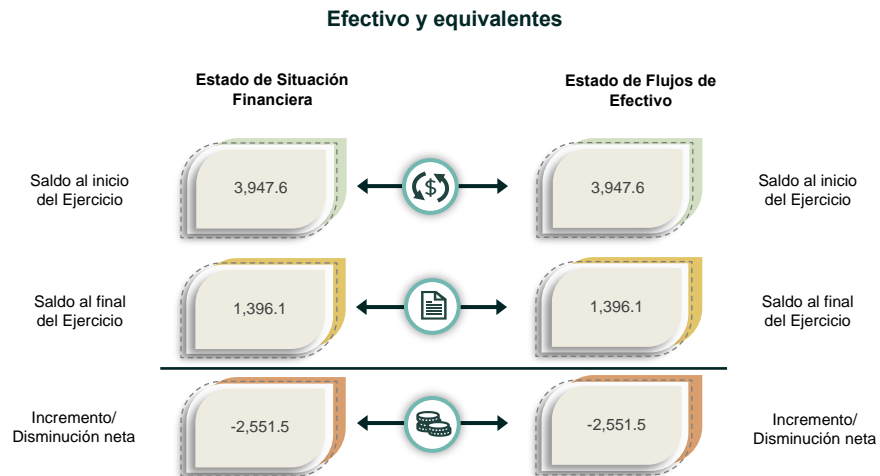 Efectivo y equivalentes
Estado de Situación
Financiera
Estado de Flujos de
Efectivo
Saldo al inicio
del Ejercicio
3,947.6
$
3,947.6
Saldo al inicio
del Ejercicio
Saldo al final
del Ejercicio
1,396.1
1,396.1
Saldo al final
del Ejercicio
Incremento/
Disminución neta
-2,551.5
-2,551.5
Incremento/
Disminución neta